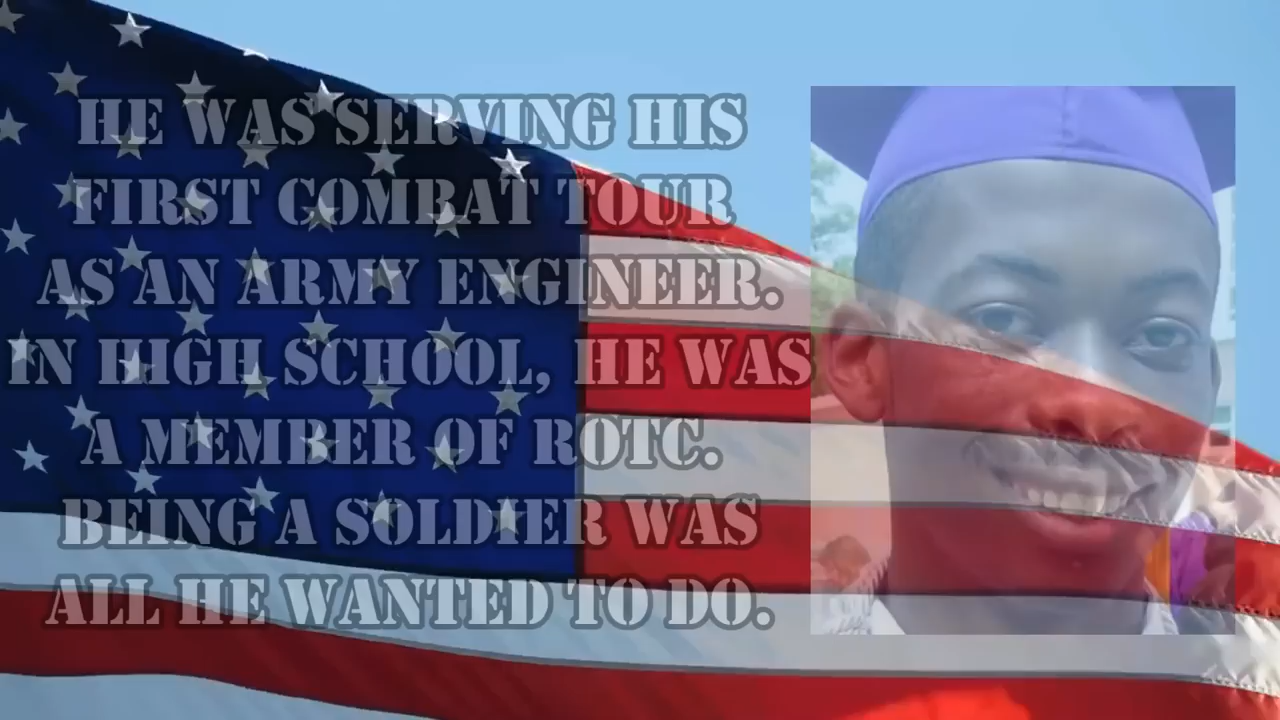 HE WAS SERVING HIS
FIRST COMBAT TOUR
AS AN ARMY ENGINEER.
IN HIGH SCHOOL, HE WAS
A MEMBER OF ROTC.
BEING A SOLDIER WAS
ALL HE WANTED TO DO.